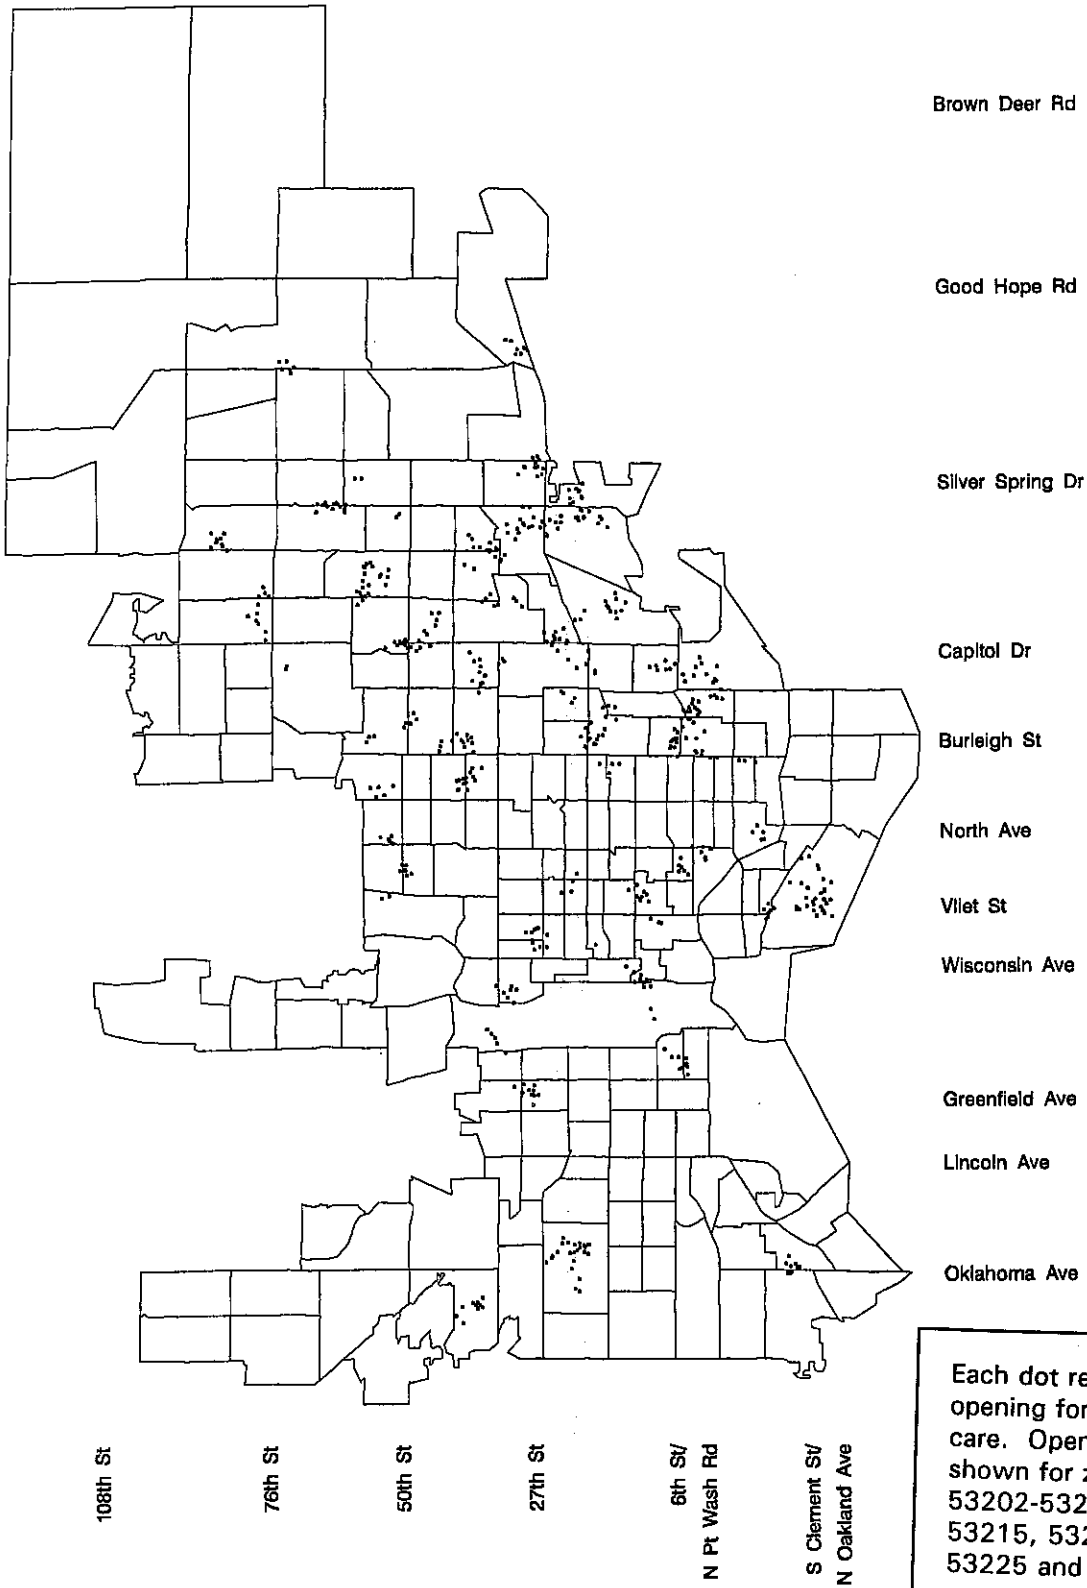 Brown Deer Rd
Good Hope Rd
Silver Spring Dr
Capitol Dr
Burleigh St
North Ave
Vliet St
Wisconsin Ave
Greenfield Ave
Lincoln Ave
Oklahoma Ave
108th St
76th St
50th St
27th St
6th St/
N Pt Wash Rd
S Clement St/
N Oakland Ave
Each dot re
opening for
care. Open
shown for z
53202-532
53215, 532
53225 and